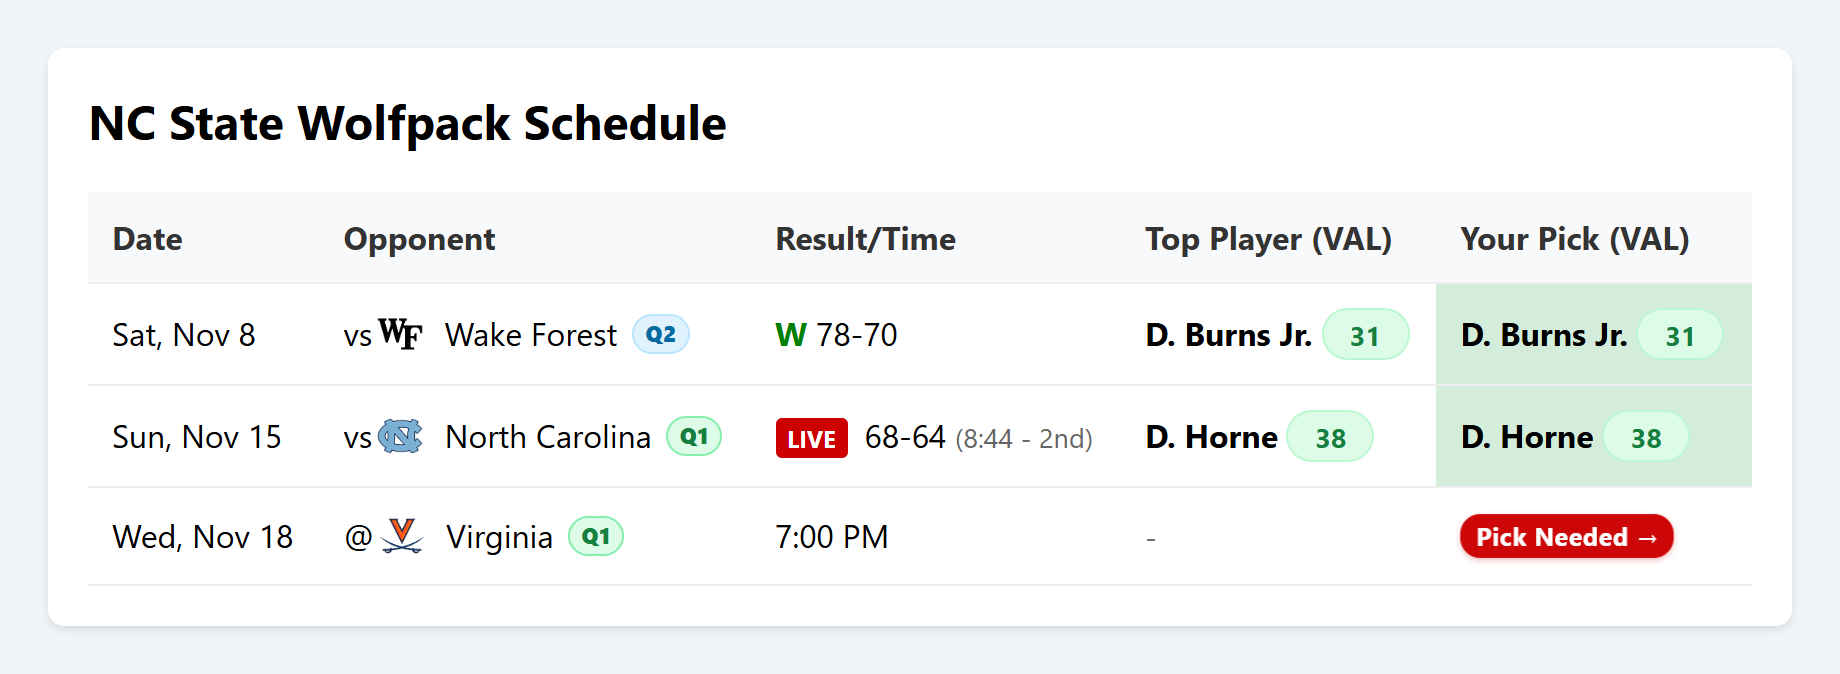 NC State Wolfpack Schedule
Date Opponent Result/Time Top Player (VAL) Your Pick (VAL)
Sat, Nov 8 vs WF Wake Forest Q2 W 78-70 D. Burns Jr. 31 D. Burns Jr. 31
Sun, Nov 15 vs NC North Carolina Q1 LIVE 68-64 (8:44 - 2nd) D. Horne 38 D. Horne 38
Wed, Nov 18 @ V Virginia Q1 7:00 PM - Pick Needed →